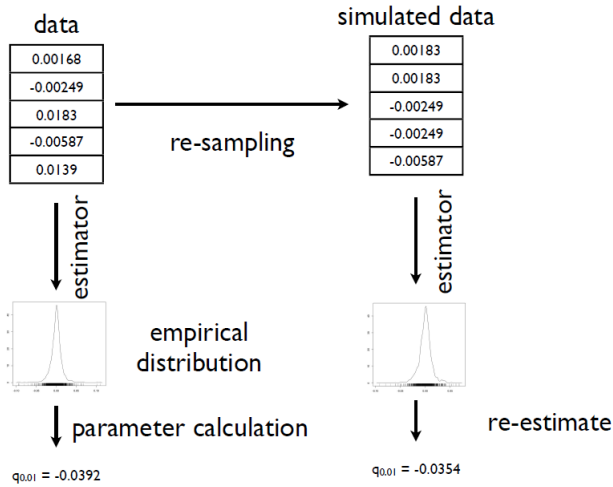 data
simulated data
0.00168
-0.00249
0.0183
-0.00587
0.0139
0.00183
0.00183
-0.00249
-0.00249
-0.00587
re-sampling
estimator
estimator
empirical
distribution
parameter calculation
re-estimate
q0.01 = -0.0392
q0.01 = -0.0354